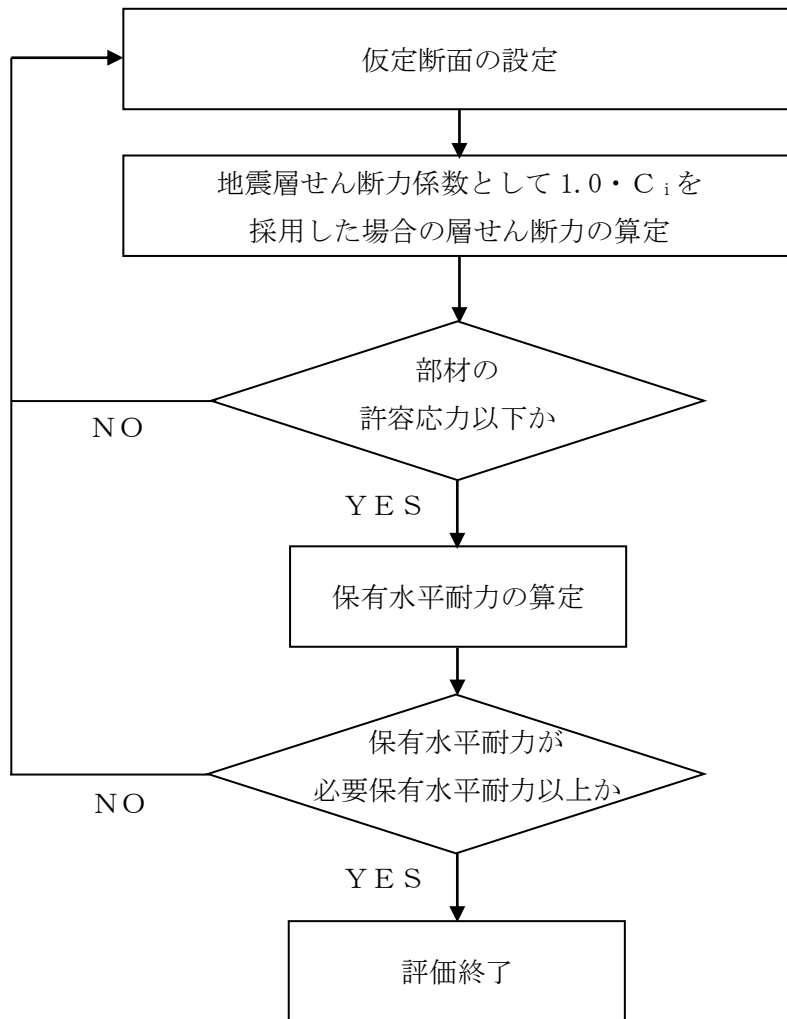 仮定断面の設定
地震層せん断力係数として1.0・Ciを
採用した場合の層せん断力の算定
部材の
許容応力以下か
NO
YES
保有水平耐力の算定
保有水平耐力が
必要保有水平耐力以上か
NO
YES
評価終了